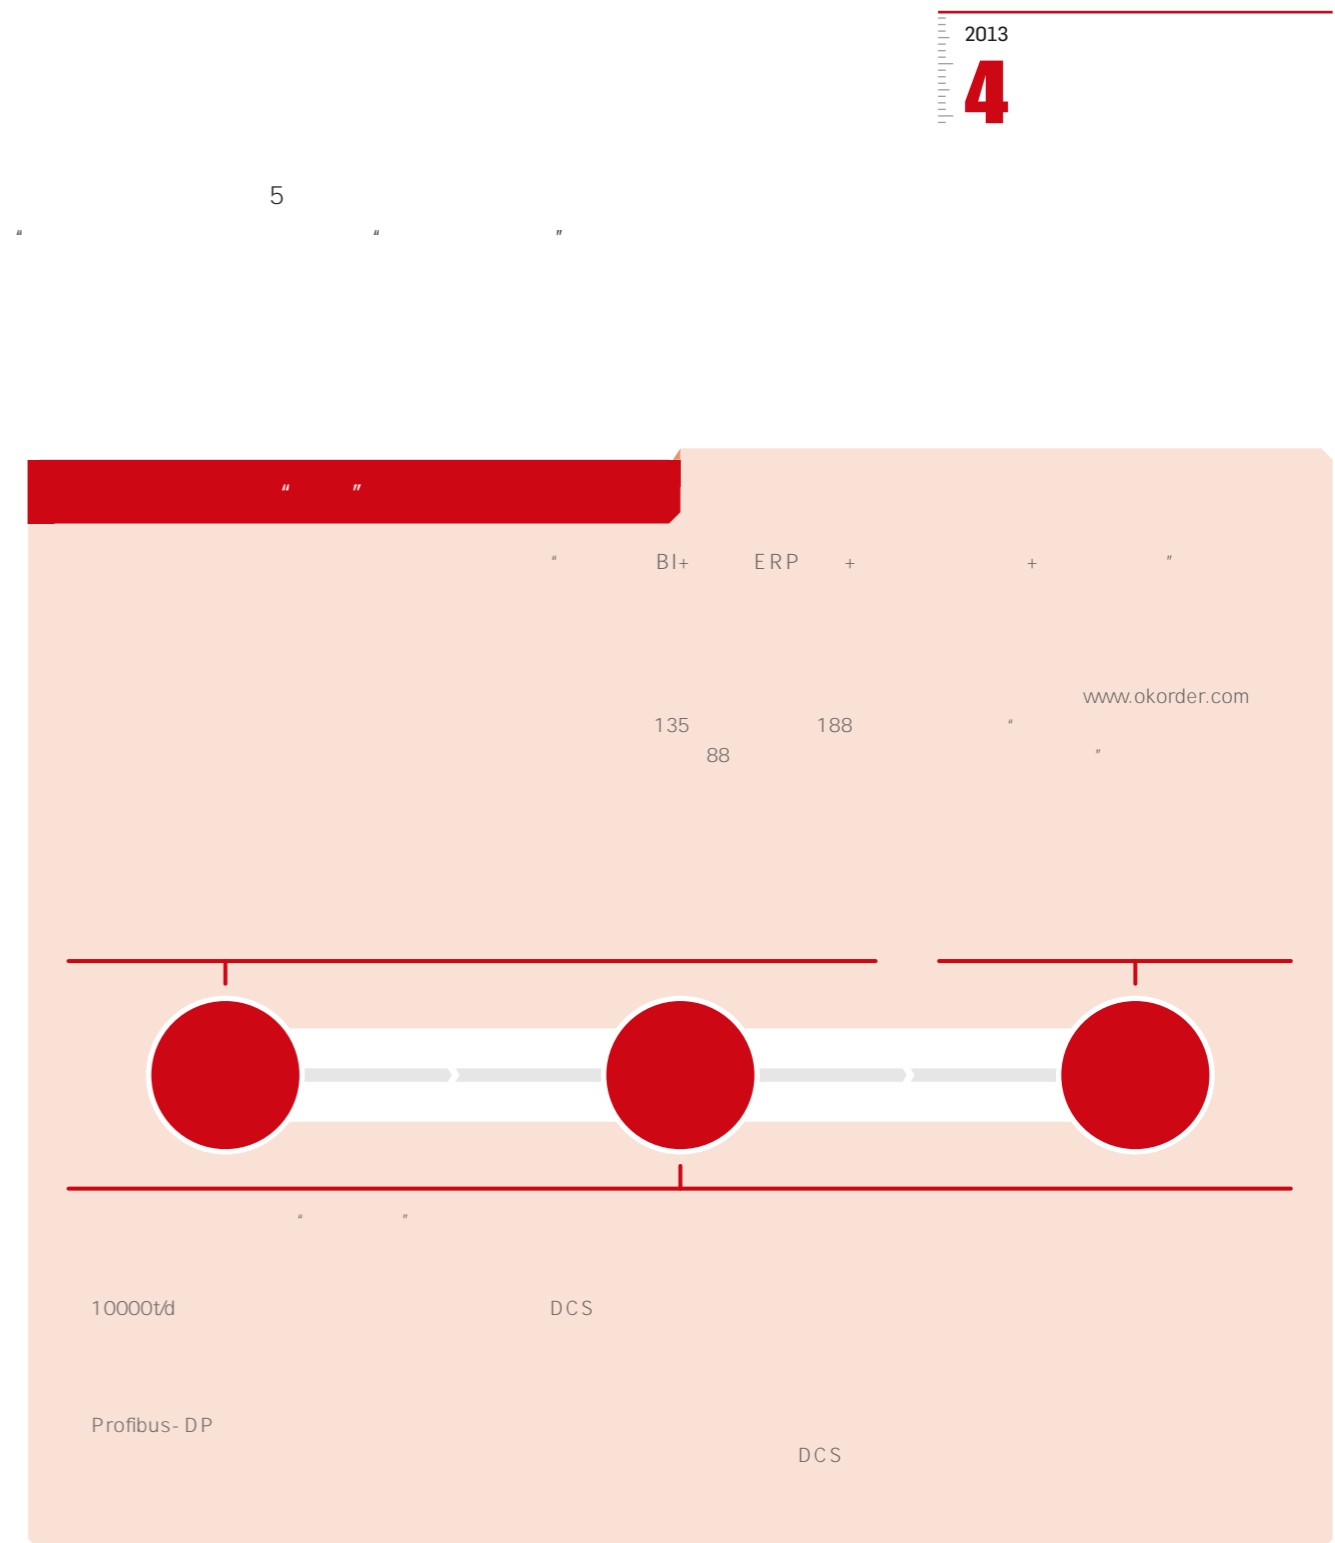 2013
4
5
“ “ ”
“ ”
“ BI+ ERP + + ”
www.okorder.com
135 188 “
88 ”
“ ”
10000t/d DCS
Profibus-DP
DCS